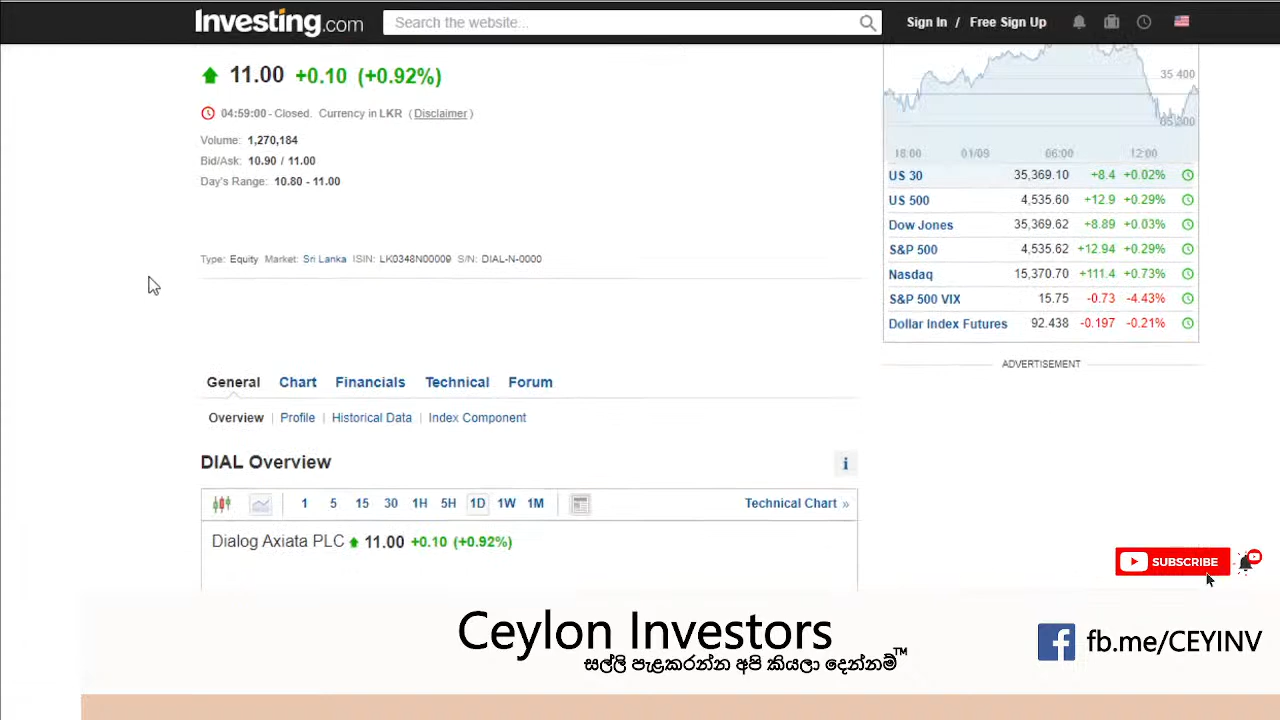 Investing.com
Search the website...
Sign In / Free Sign Up
11.00 +0.10 (+0.92%)
04:59:00 - Closed. Currency in LKR ( Disclaimer )
Volume: 1,270,184
Bid/Ask: 10.90 / 11.00
Day's Range: 10.80 - 11.00
Type: Equity Market: Sri Lanka ISIN: LK0348N00009 S/N: DIAL-N-0000
General Chart Financials Technical Forum
Overview | Profile | Historical Data | Index Component
DIAL Overview
1 5 15 30 1H 5H 1D 1W 1M
Technical Chart »
Dialog Axiata PLC 11.00 +0.10 (+0.92%)
35 400
35 300
18:00 01/09 06:00 12:00
US 30 35,369.10 +8.4 +0.02%
US 500 4,535.60 +12.9 +0.29%
Dow Jones 35,369.62 +8.89 +0.03%
S&P 500 4,535.62 +12.94 +0.29%
Nasdaq 15,370.70 +111.4 +0.73%
S&P 500 VIX 15.75 -0.73 -4.43%
Dollar Index Futures 92.438 -0.197 -0.21%
ADVERTISEMENT
SUBSCRIBE
Ceylon Investors
සල්ලි පැළකරන්න අපි කියලා දෙන්නම්™
fb.me/CEYINV